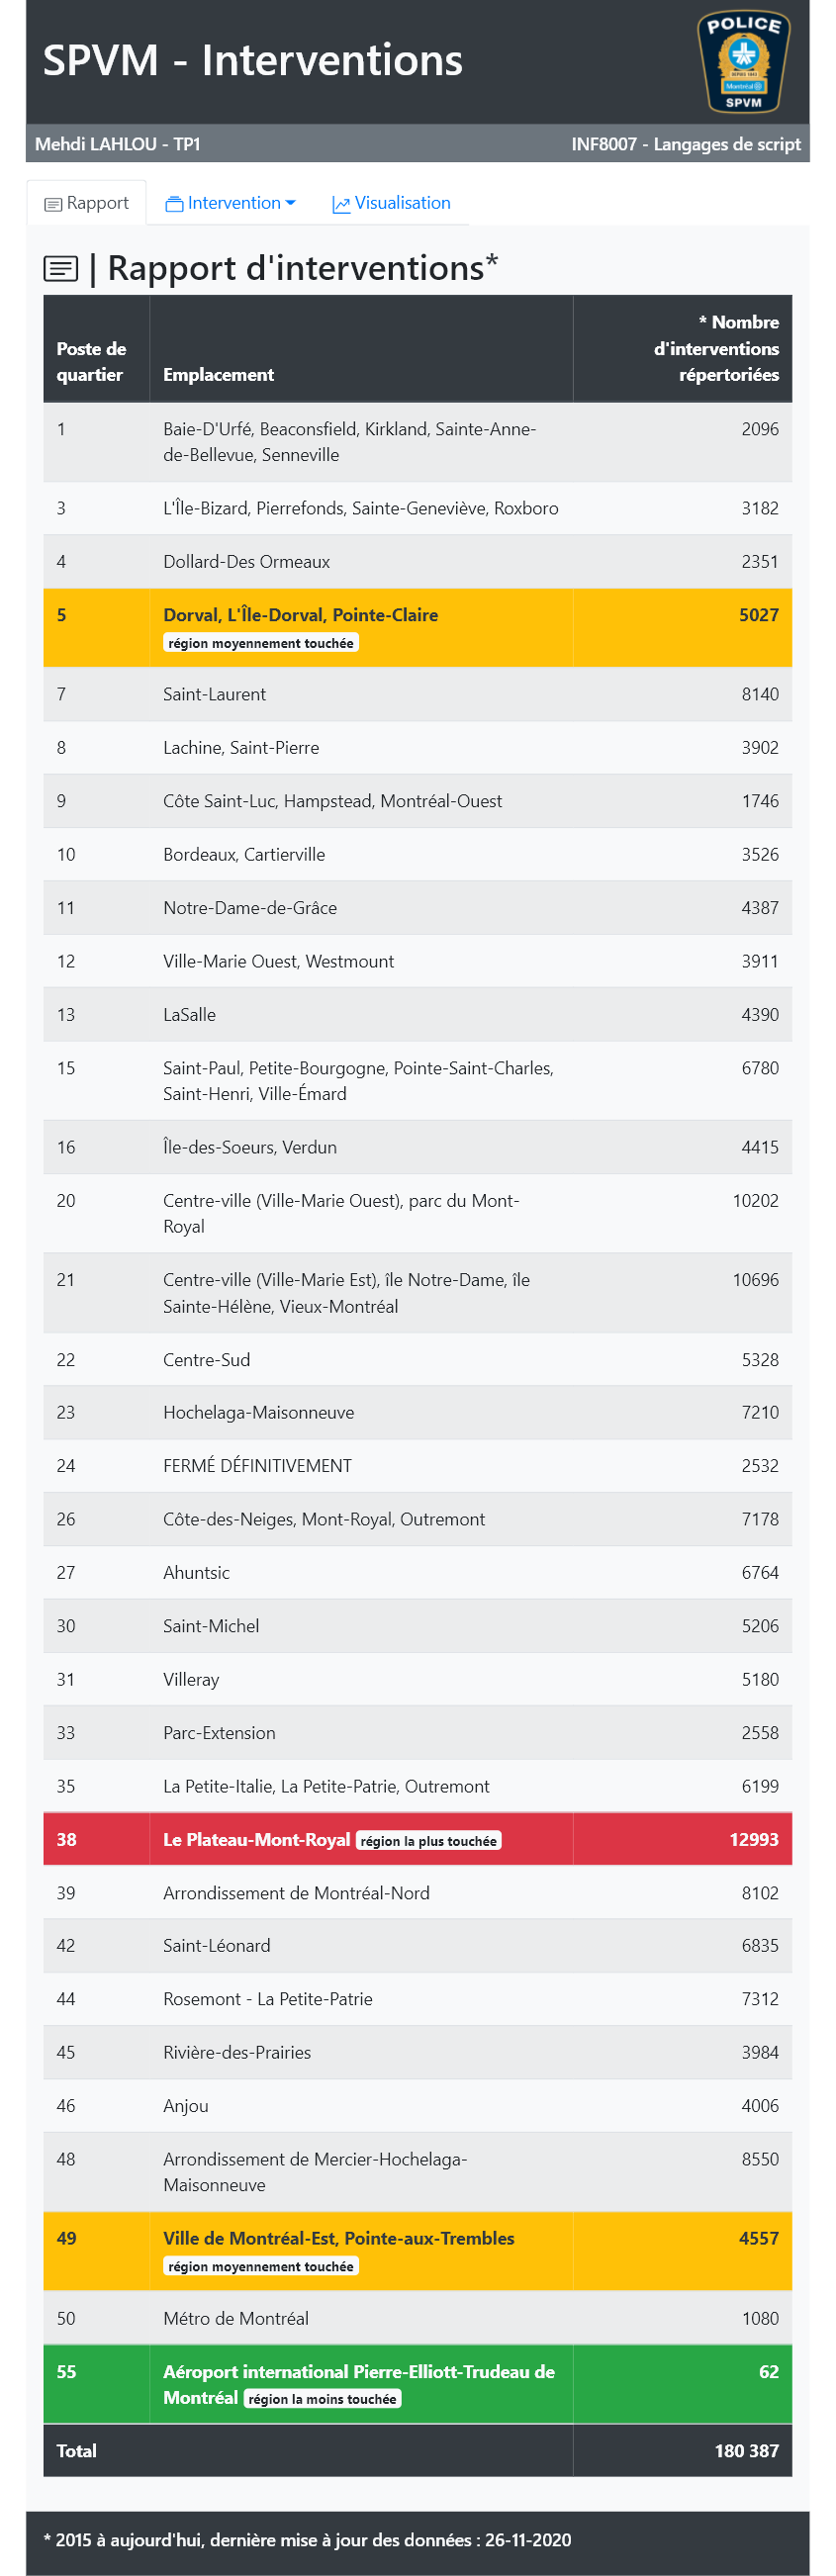 SPVM - Interventions
POLICE
DEPUIS 1843
Montréal
SPVM
Mehdi LAHLOU - TP1
INF8007 - Langages de script
Rapport
Intervention
Visualisation
| Rapport d'interventions*
Poste de
quartier
Emplacement
* Nombre
d'interventions
répertoriées
1 Baie-D'Urfé, Beaconsfield, Kirkland, Sainte-Anne- 2096
de-Bellevue, Senneville
3 L'Île-Bizard, Pierrefonds, Sainte-Geneviève, Roxboro 3182
4 Dollard-Des Ormeaux 2351
5 Dorval, L'Île-Dorval, Pointe-Claire 5027
région moyennement touchée
7 Saint-Laurent 8140
8 Lachine, Saint-Pierre 3902
9 Côte Saint-Luc, Hampstead, Montréal-Ouest 1746
10 Bordeaux, Cartierville 3526
11 Notre-Dame-de-Grâce 4387
12 Ville-Marie Ouest, Westmount 3911
13 LaSalle 4390
15 Saint-Paul, Petite-Bourgogne, Pointe-Saint-Charles, 6780
Saint-Henri, Ville-Émard
16 Île-des-Soeurs, Verdun 4415
20 Centre-ville (Ville-Marie Ouest), parc du Mont- 10202
Royal
21 Centre-ville (Ville-Marie Est), île Notre-Dame, île 10696
Sainte-Hélène, Vieux-Montréal
22 Centre-Sud 5328
23 Hochelaga-Maisonneuve 7210
24 FERMÉ DÉFINITIVEMENT 2532
26 Côte-des-Neiges, Mont-Royal, Outremont 7178
27 Ahuntsic 6764
30 Saint-Michel 5206
31 Villeray 5180
33 Parc-Extension 2558
35 La Petite-Italie, La Petite-Patrie, Outremont 6199
38 Le Plateau-Mont-Royal région la plus touchée 12993
39 Arrondissement de Montréal-Nord 8102
42 Saint-Léonard 6835
44 Rosemont - La Petite-Patrie 7312
45 Rivière-des-Prairies 3984
46 Anjou 4006
48 Arrondissement de Mercier-Hochelaga- 8550
Maisonneuve
49 Ville de Montréal-Est, Pointe-aux-Trembles 4557
région moyennement touchée
50 Métro de Montréal 1080
55 Aéroport international Pierre-Elliott-Trudeau de 62
Montréal région la moins touchée
Total 180 387
* 2015 à aujourd'hui, dernière mise à jour des données : 26-11-2020